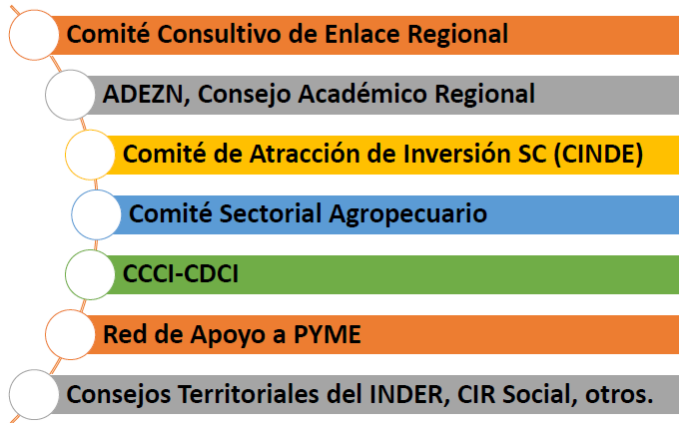 Comité Consultivo de Enlace Regional
ADEZN, Consejo Académico Regional
Comité de Atracción de Inversión SC (CINDE)
Comité Sectorial Agropecuario
CCCI-CDCI
Red de Apoyo a PYME
Consejos Territoriales del INDER, CIR Social, otros.